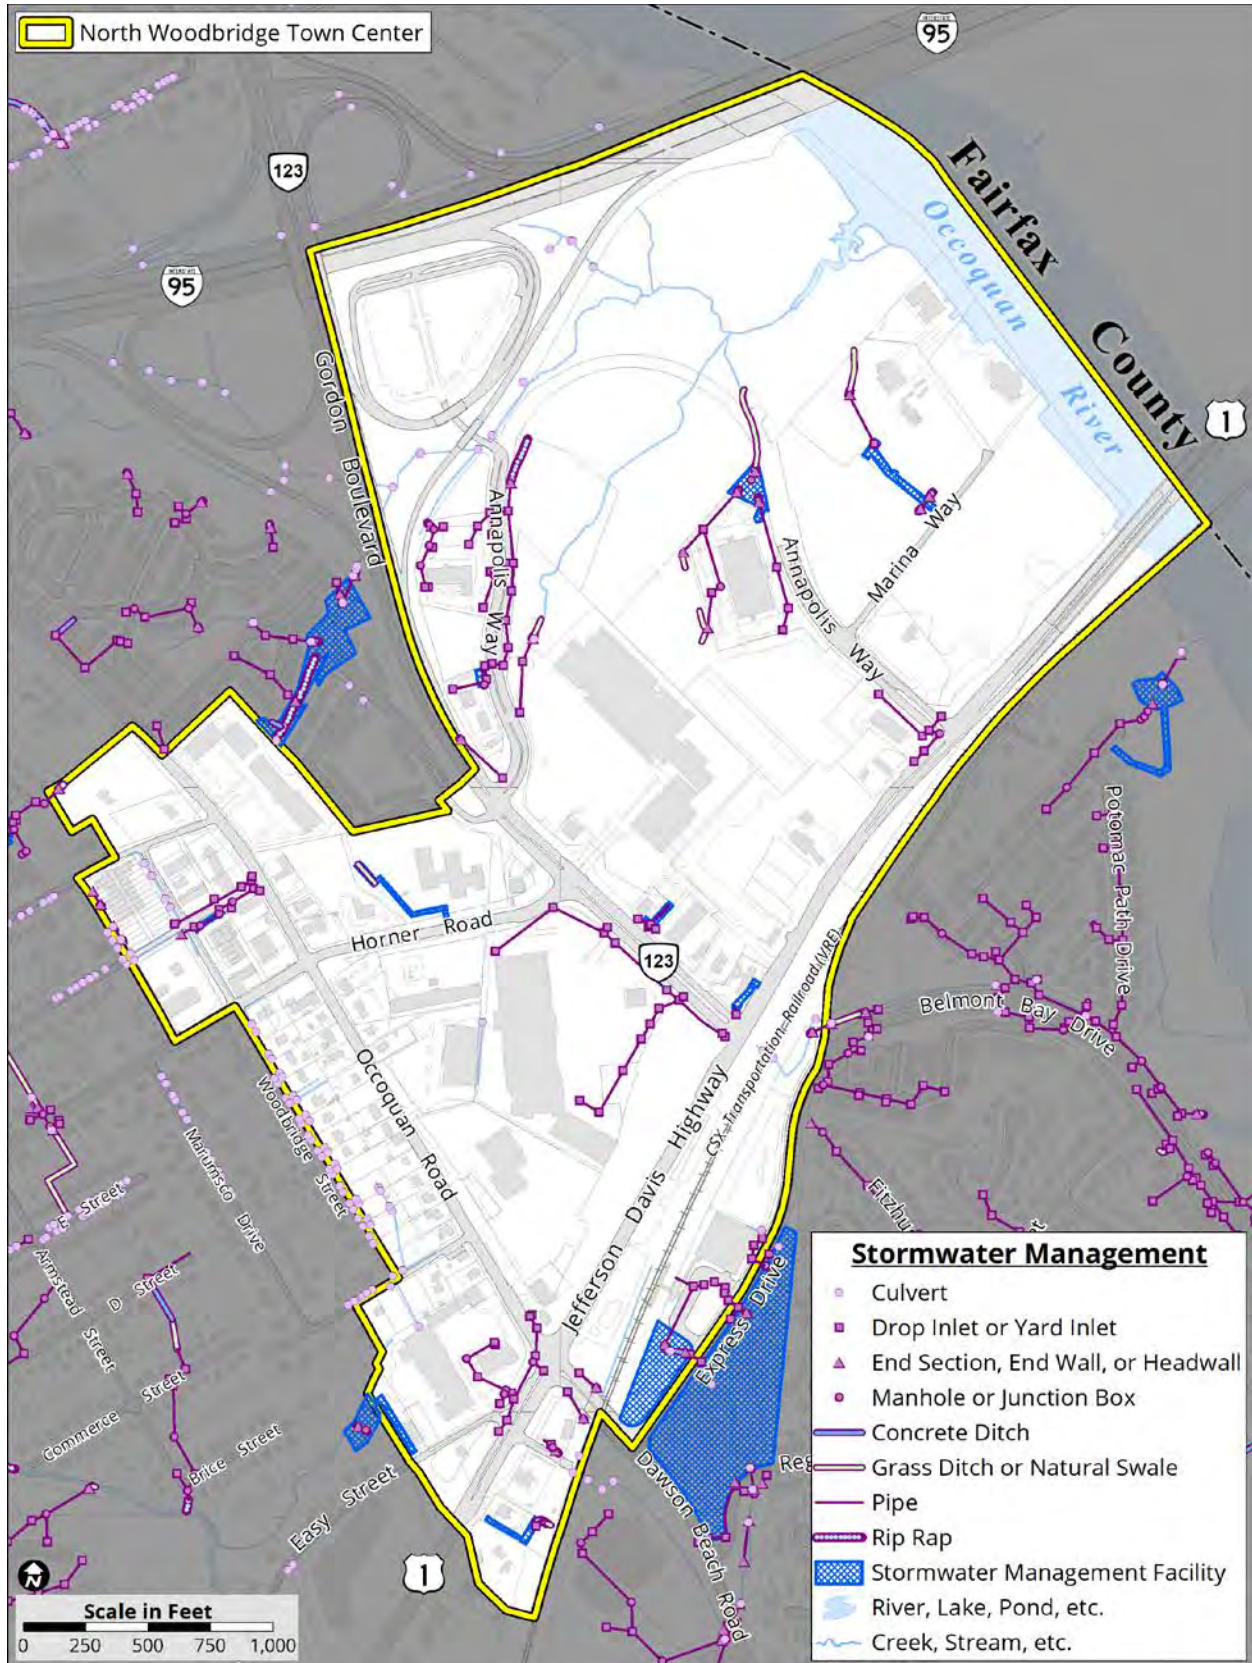 North Woodbridge Town Center
INTERSTATE
95
123
INTERSTATE
95
Fairfax
County
Occoquan
River
1
Gordon
Boulevard
Annapolis
Way
Annapolis
Way
Marina Way
Potomac Path Drive
Horner Road
123
CSX Transportation Railroad (VRE)
Belmont Bay Drive
Occoquan Road
Woodbridge Street
Marumsco Drive
Jefferson Davis Highway
E Street
Armstead Street
D Street
Commerce Street
Brice Street
Easy Street
Express Drive
Dawson Beach Road
1
Scale in Feet
0 250 500 750 1,000
Stormwater Management
Culvert
Drop Inlet or Yard Inlet
End Section, End Wall, or Headwall
Manhole or Junction Box
Concrete Ditch
Grass Ditch or Natural Swale
Pipe
Rip Rap
Stormwater Management Facility
River, Lake, Pond, etc.
Creek, Stream, etc.